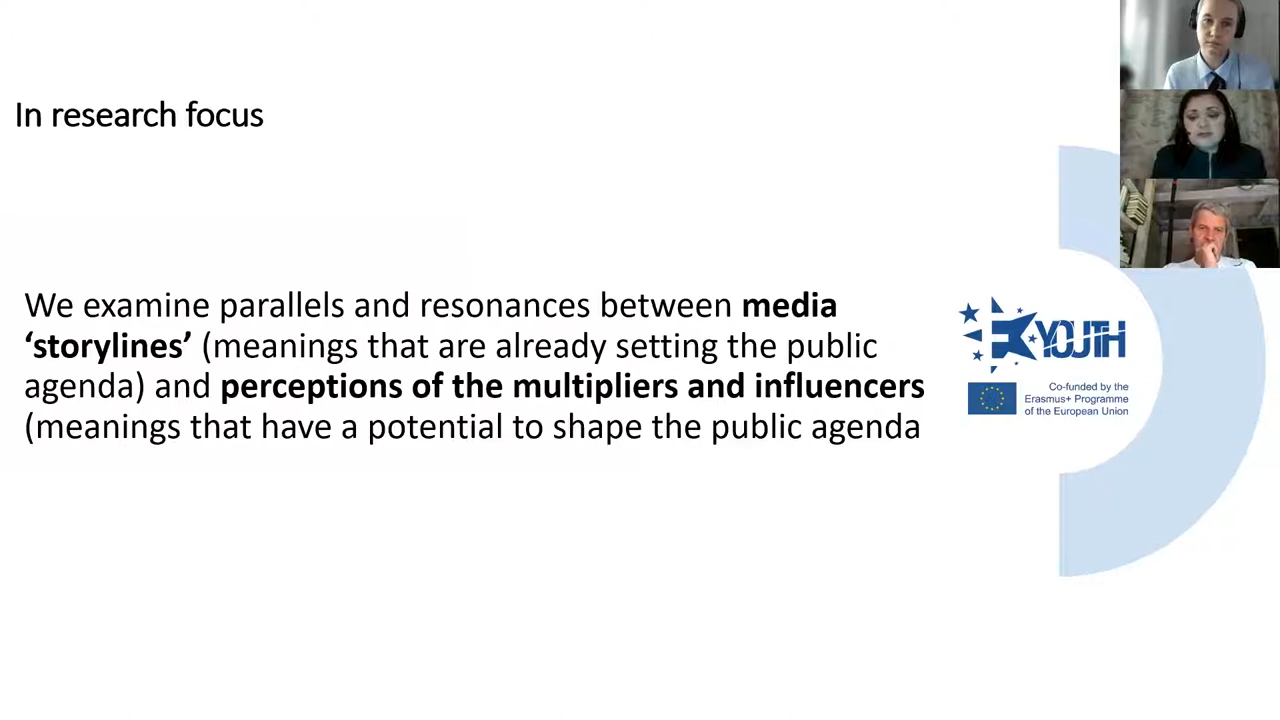 In research focus
We examine parallels and resonances between media
‘storylines’ (meanings that are already setting the public
agenda) and perceptions of the multipliers and influencers
(meanings that have a potential to shape the public agenda
YOUTH
Co-funded by the
Erasmus+ Programme
of the European Union